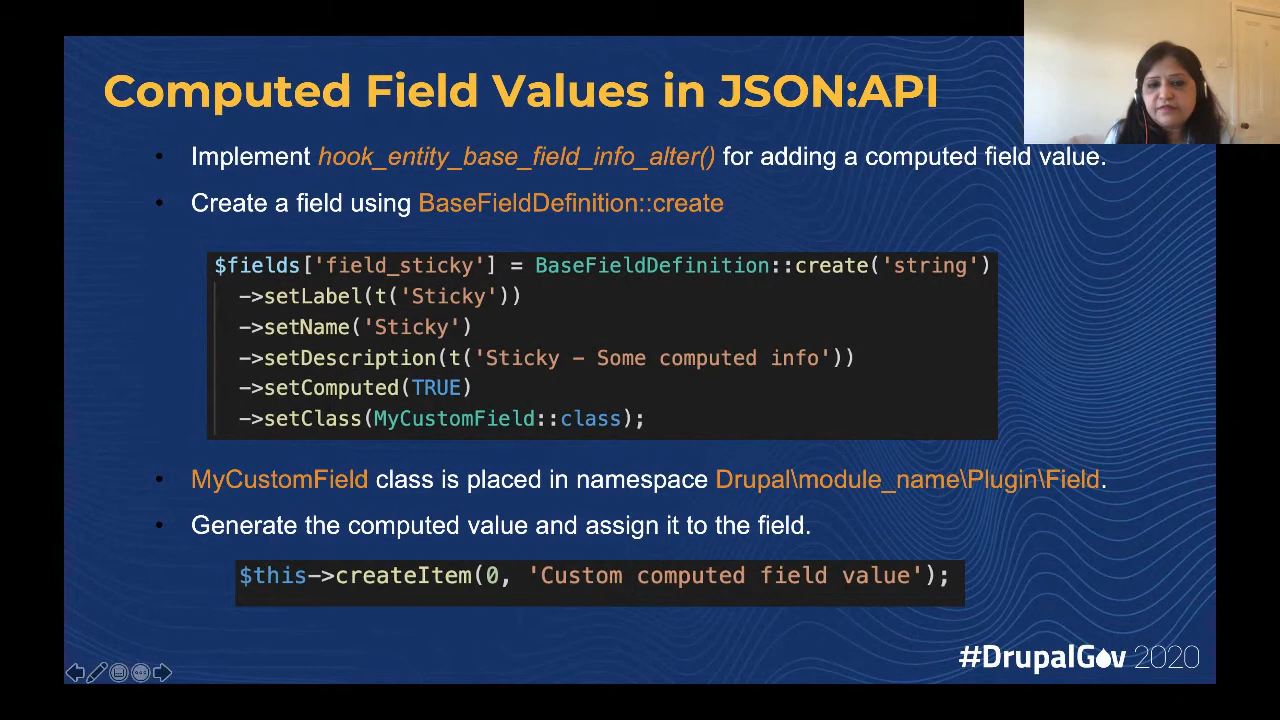 Computed Field Values in JSON:API
• Implement hook_entity_base_field_info_alter() for adding a computed field value.
• Create a field using BaseFieldDefinition::create
$fields['field_sticky'] = BaseFieldDefinition::create('string')
->setLabel(t('Sticky'))
->setName('Sticky')
->setDescription(t('Sticky – Some computed info'))
->setComputed(TRUE)
->setClass(MyCustomField::class);
• MyCustomField class is placed in namespace Drupal\module_name\Plugin\Field.
• Generate the computed value and assign it to the field.
$this->createItem(0, 'Custom computed field value');
#DrupalGov 2020